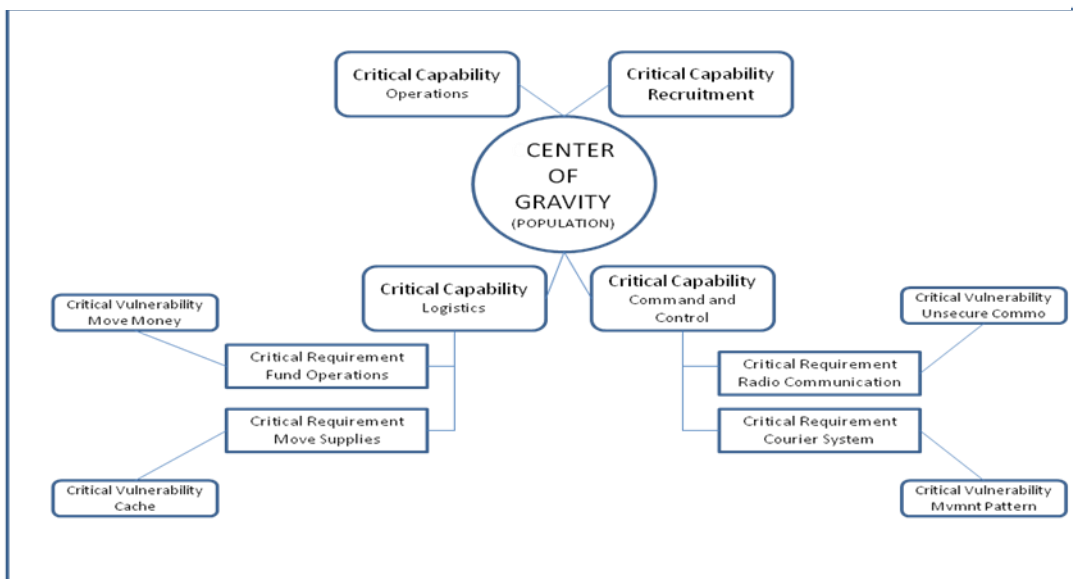 Critical Capability
Operations
Critical Capability
Recruitment
CENTER
OF
GRAVITY
(POPULATION)
Critical Capability
Logistics
Critical Capability
Command and
Control
Critical Vulnerability
Move Money
Critical Vulnerability
Unsecure Commo
Critical Requirement
Fund Operations
Critical Requirement
Radio Communication
Critical Requirement
Move Supplies
Critical Requirement
Courier System
Critical Vulnerability
Cache
Critical Vulnerability
Mvmnt Pattern